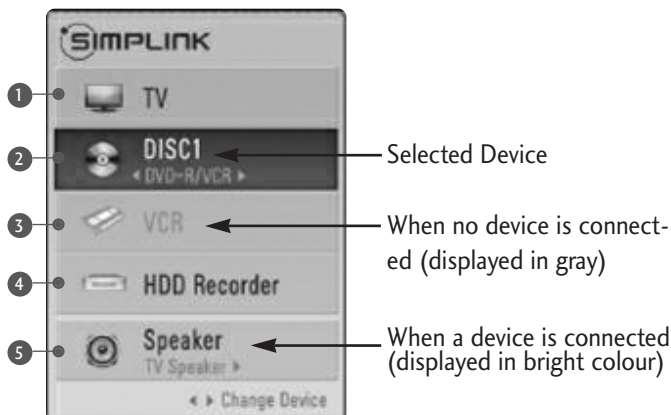 SIMPLINK
1
TV
2
DISC1
◂ DVD-R/VCR ▸
Selected Device
3
VCR
When no device is connect-
ed (displayed in gray)
4
HDD Recorder
5
Speaker
TV Speaker ▸
When a device is connected
(displayed in bright colour)
◂ ▸ Change Device